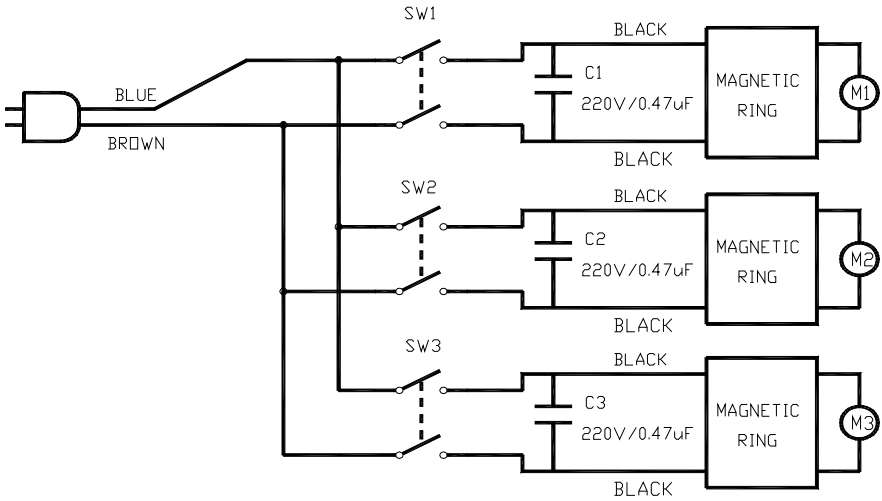 SW1
BLACK
BLUE
BROWN
C1
220V/0.47uF
MAGNETIC
RING
M1
BLACK
SW2
BLACK
C2
220V/0.47uF
MAGNETIC
RING
M2
BLACK
SW3
BLACK
C3
220V/0.47uF
MAGNETIC
RING
M3
BLACK